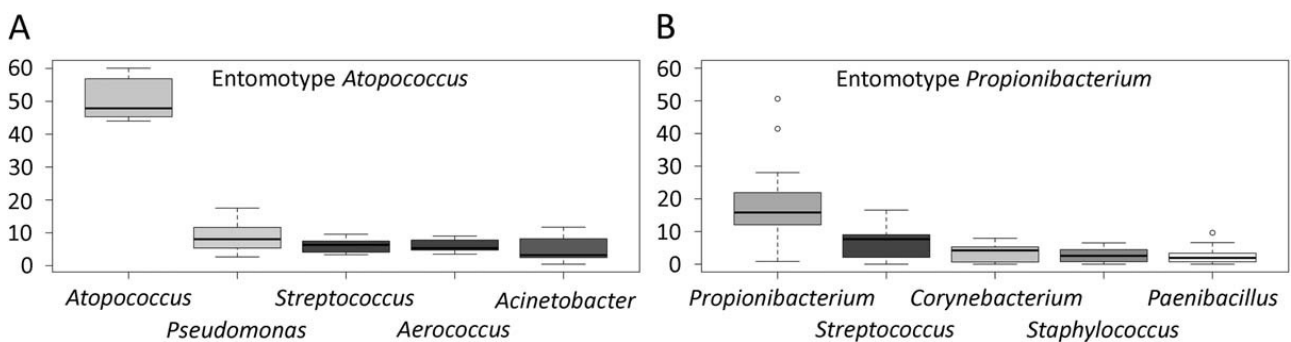 A
Entomotype Atopococcus
60
50
40
30
20
10
0
Atopococcus
Pseudomonas
Streptococcus
Aerococcus
Acinetobacter
B
Entomotype Propionibacterium
60
50
40
30
20
10
0
Propionibacterium
Streptococcus
Corynebacterium
Staphylococcus
Paenibacillus